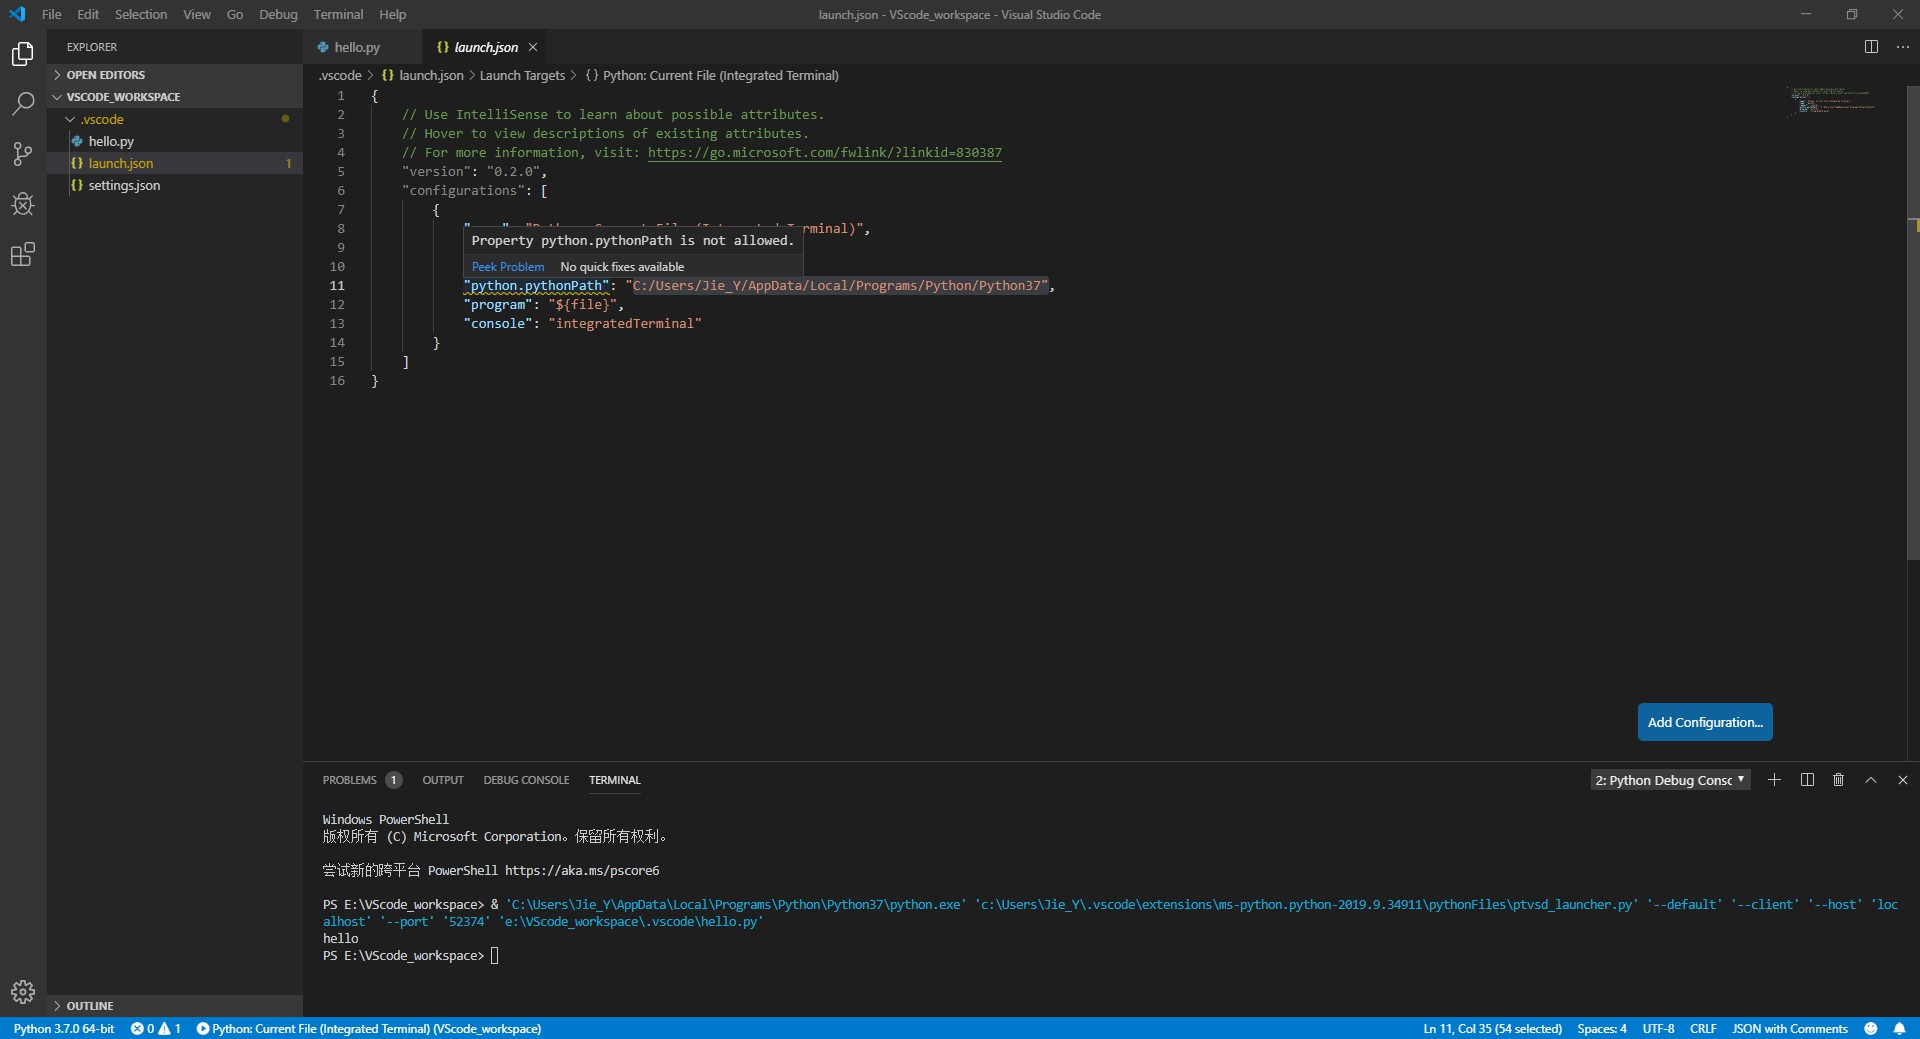 File Edit Selection View Go Debug Terminal Help
launch.json - VScode_workspace - Visual Studio Code
EXPLORER
OPEN EDITORS
VSCODE_WORKSPACE
.vscode
hello.py
launch.json 1
settings.json
OUTLINE
hello.py
launch.json
.vscode > {} launch.json > Launch Targets > {} Python: Current File (Integrated Terminal)
1 {
2 // Use IntelliSense to learn about possible attributes.
3 // Hover to view descriptions of existing attributes.
4 // For more information, visit: https://go.microsoft.com/fwlink/?linkid=830387
5 "version": "0.2.0",
6 "configurations": [
7 {
8 rminal)",
9
10
Property python.pythonPath is not allowed.
Peek Problem No quick fixes available
11 "python.pythonPath": "C:/Users/Jie_Y/AppData/Local/Programs/Python/Python37",
12 "program": "${file}",
13 "console": "integratedTerminal"
14 }
15 ]
16 }
Add Configuration...
PROBLEMS 1 OUTPUT DEBUG CONSOLE TERMINAL
2: Python Debug Consc
Windows PowerShell
版权所有 (C) Microsoft Corporation。保留所有权利。
尝试新的跨平台 PowerShell https://aka.ms/pscore6
PS E:\VScode_workspace> & 'C:\Users\Jie_Y\AppData\Local\Programs\Python\Python37\python.exe' 'c:\Users\Jie_Y\.vscode\extensions\ms-python.python-2019.9.34911\pythonFiles\ptvsd_launcher.py' '--default' '--client' '--host' 'loc
alhost' '--port' '52374' 'e:\VScode_workspace\.vscode\hello.py'
hello
PS E:\VScode_workspace>
Python 3.7.0 64-bit 0 1 Python: Current File (Integrated Terminal) (VScode_workspace)
Ln 11, Col 35 (54 selected) Spaces: 4 UTF-8 CRLF JSON with Comments